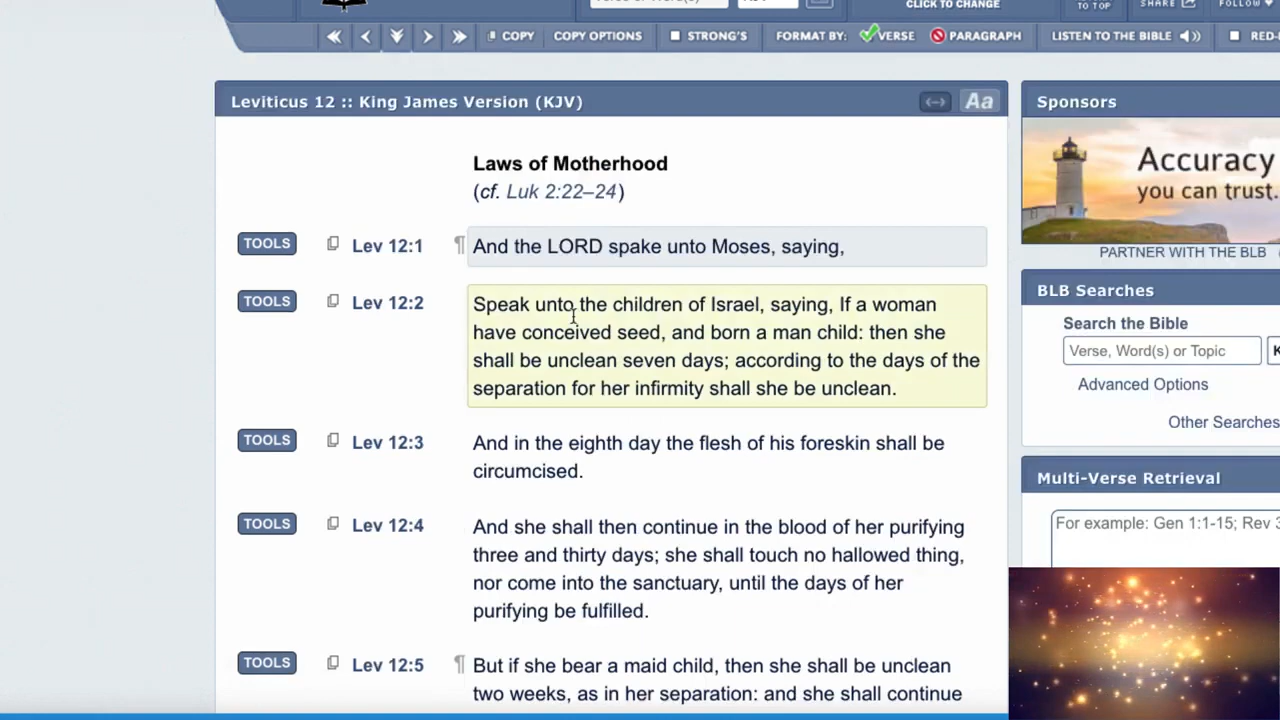 CLICK TO CHANGE
TO TOP
SHARE
FOLLOW
COPY
COPY OPTIONS
STRONG'S
FORMAT BY:
VERSE
PARAGRAPH
LISTEN TO THE BIBLE
RED-
Leviticus 12 :: King James Version (KJV)
Aa
Laws of Motherhood
(cf. Luk 2:22–24)
TOOLS Lev 12:1 ¶ And the LORD spake unto Moses, saying,
TOOLS Lev 12:2 Speak unto the children of Israel, saying, If a woman
have conceived seed, and born a man child: then she
shall be unclean seven days; according to the days of the
separation for her infirmity shall she be unclean.
TOOLS Lev 12:3 And in the eighth day the flesh of his foreskin shall be
circumcised.
TOOLS Lev 12:4 And she shall then continue in the blood of her purifying
three and thirty days; she shall touch no hallowed thing,
nor come into the sanctuary, until the days of her
purifying be fulfilled.
TOOLS Lev 12:5 ¶ But if she bear a maid child, then she shall be unclean
two weeks, as in her separation: and she shall continue
Sponsors
Accuracy
you can trust.
PARTNER WITH THE BLB
BLB Searches
Search the Bible
Verse, Word(s) or Topic
K
Advanced Options
Other Searches
Multi-Verse Retrieval
For example: Gen 1:1-15; Rev 3